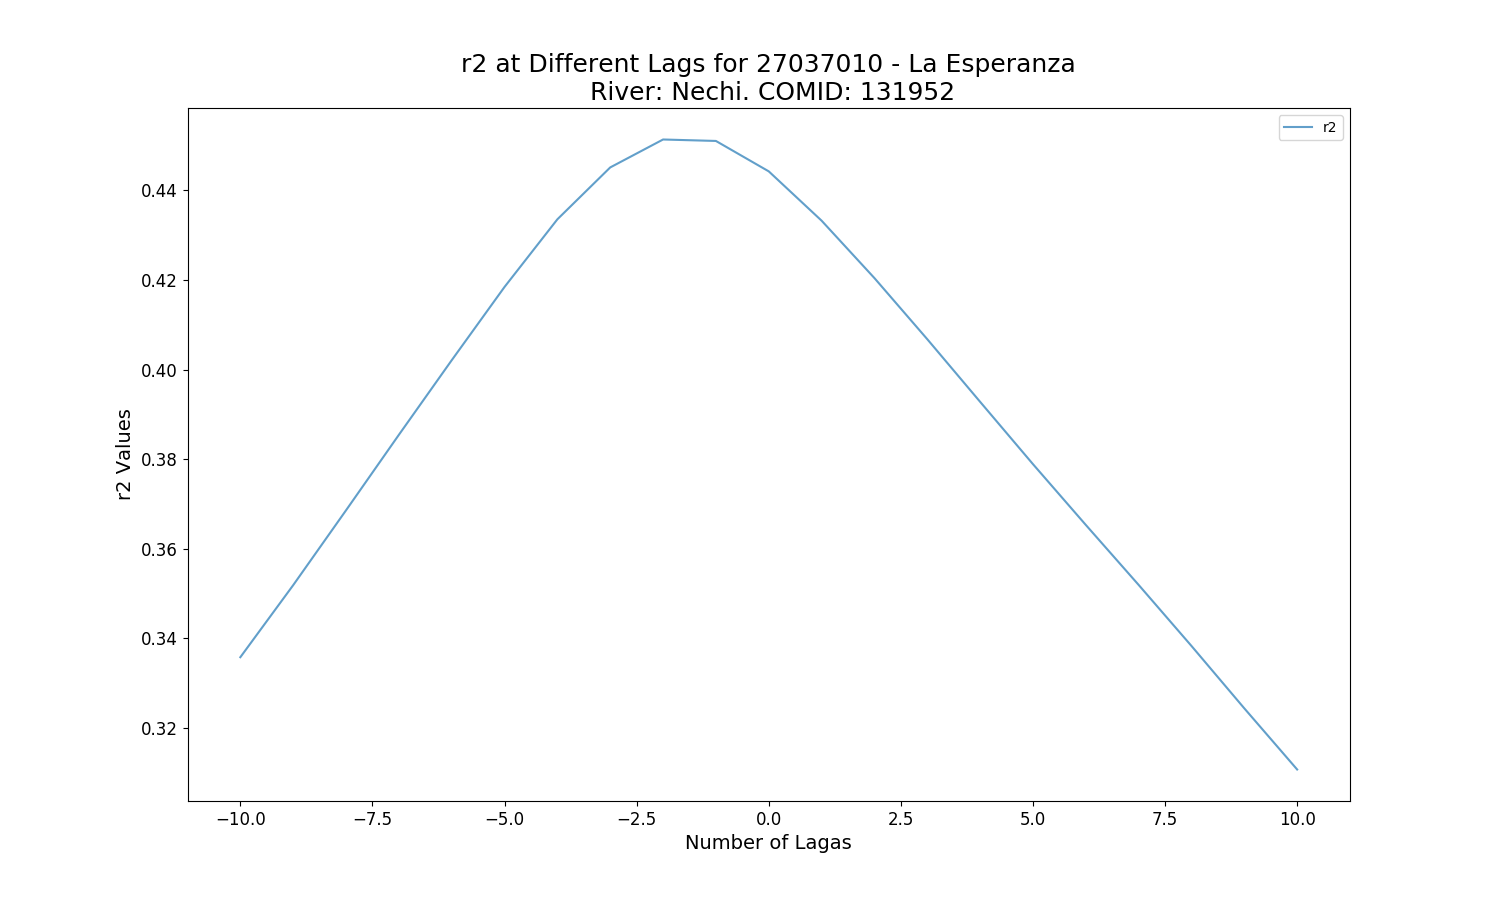 r2 at Different Lags for 27037010 - La Esperanza
River: Nechi. COMID: 131952
r2
0.44
0.42
0.40
0.38
0.36
0.34
0.32
r2 Values
−10.0 −7.5 −5.0 −2.5 0.0 2.5 5.0 7.5 10.0
Number of Lagas